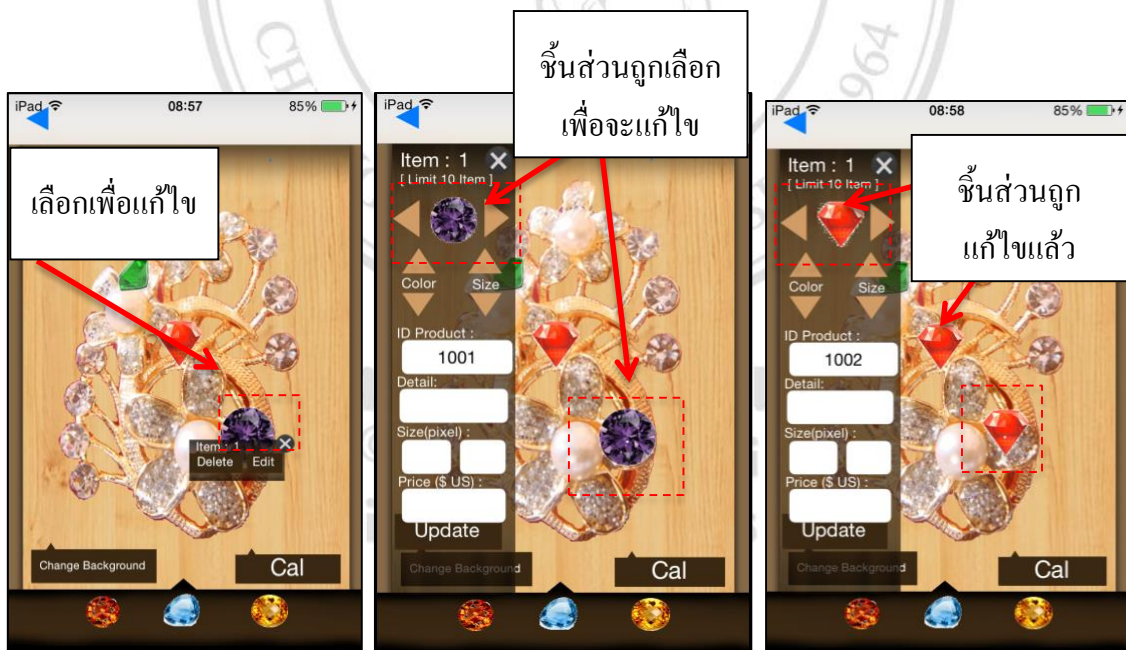 iPad 08:57 85%
เลือกเพื่อแก้ไข
Item : 1
Delete Edit
Change Background
Cal
ชิ้นส่วนถูกเลือก
เพื่อจะแก้ไข
iPad
Item : 1
[ Limit 10 Item ]
Color Size
ID Product :
1001
Detail:
Size(pixel) :
Price ($ US) :
Update
Change Background
Cal
iPad 08:58 85%
ชิ้นส่วนถูก
แก้ไขแล้ว
Item : 1
[ Limit 10 Item ]
Color Size
ID Product :
1002
Detail:
Size(pixel) :
Price ($ US) :
Update
Change Background
Cal
964